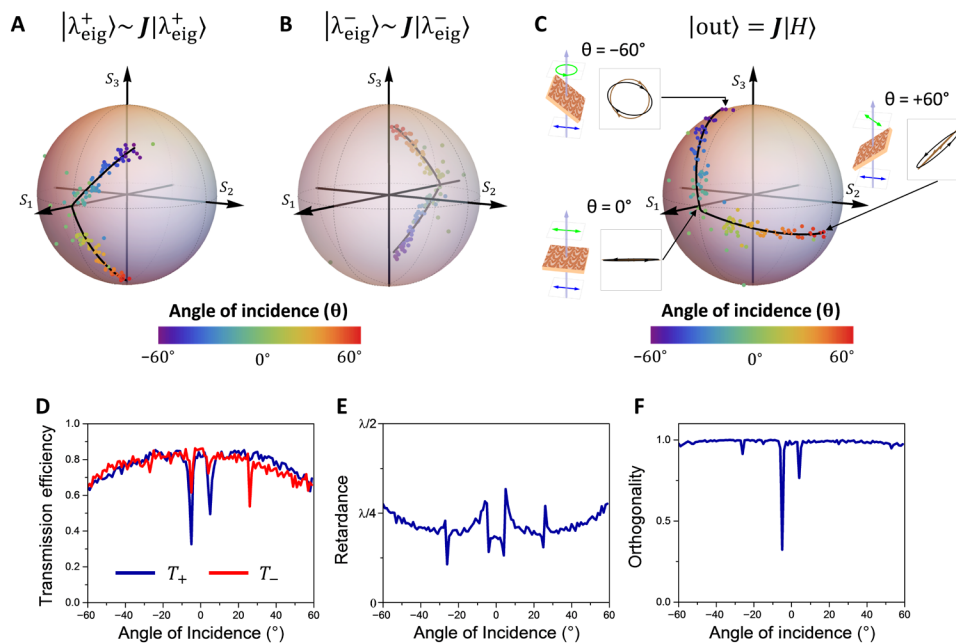 A |λ⁺eig⟩~ J|λ⁺eig⟩
B |λ⁻eig⟩~ J|λ⁻eig⟩
C |out⟩ = J|H⟩
S₃
S₁
S₂
S₃
S₁
S₂
θ = −60°
S₃
θ = +60°
S₁
S₂
θ = 0°
Angle of incidence (θ)
−60° 0° 60°
Angle of incidence (θ)
−60° 0° 60°
D
Transmission efficiency
1.0
0.8
0.6
0.4
0.2
0.0
T₊ T₋
−60 −40 −20 0 20 40 60
Angle of Incidence (°)
E
Retardance
λ/2
λ/4
0
−60 −40 −20 0 20 40 60
Angle of Incidence (°)
F
Orthogonality
1.0
0.5
0.0
−60 −40 −20 0 20 40 60
Angle of incidence (°)